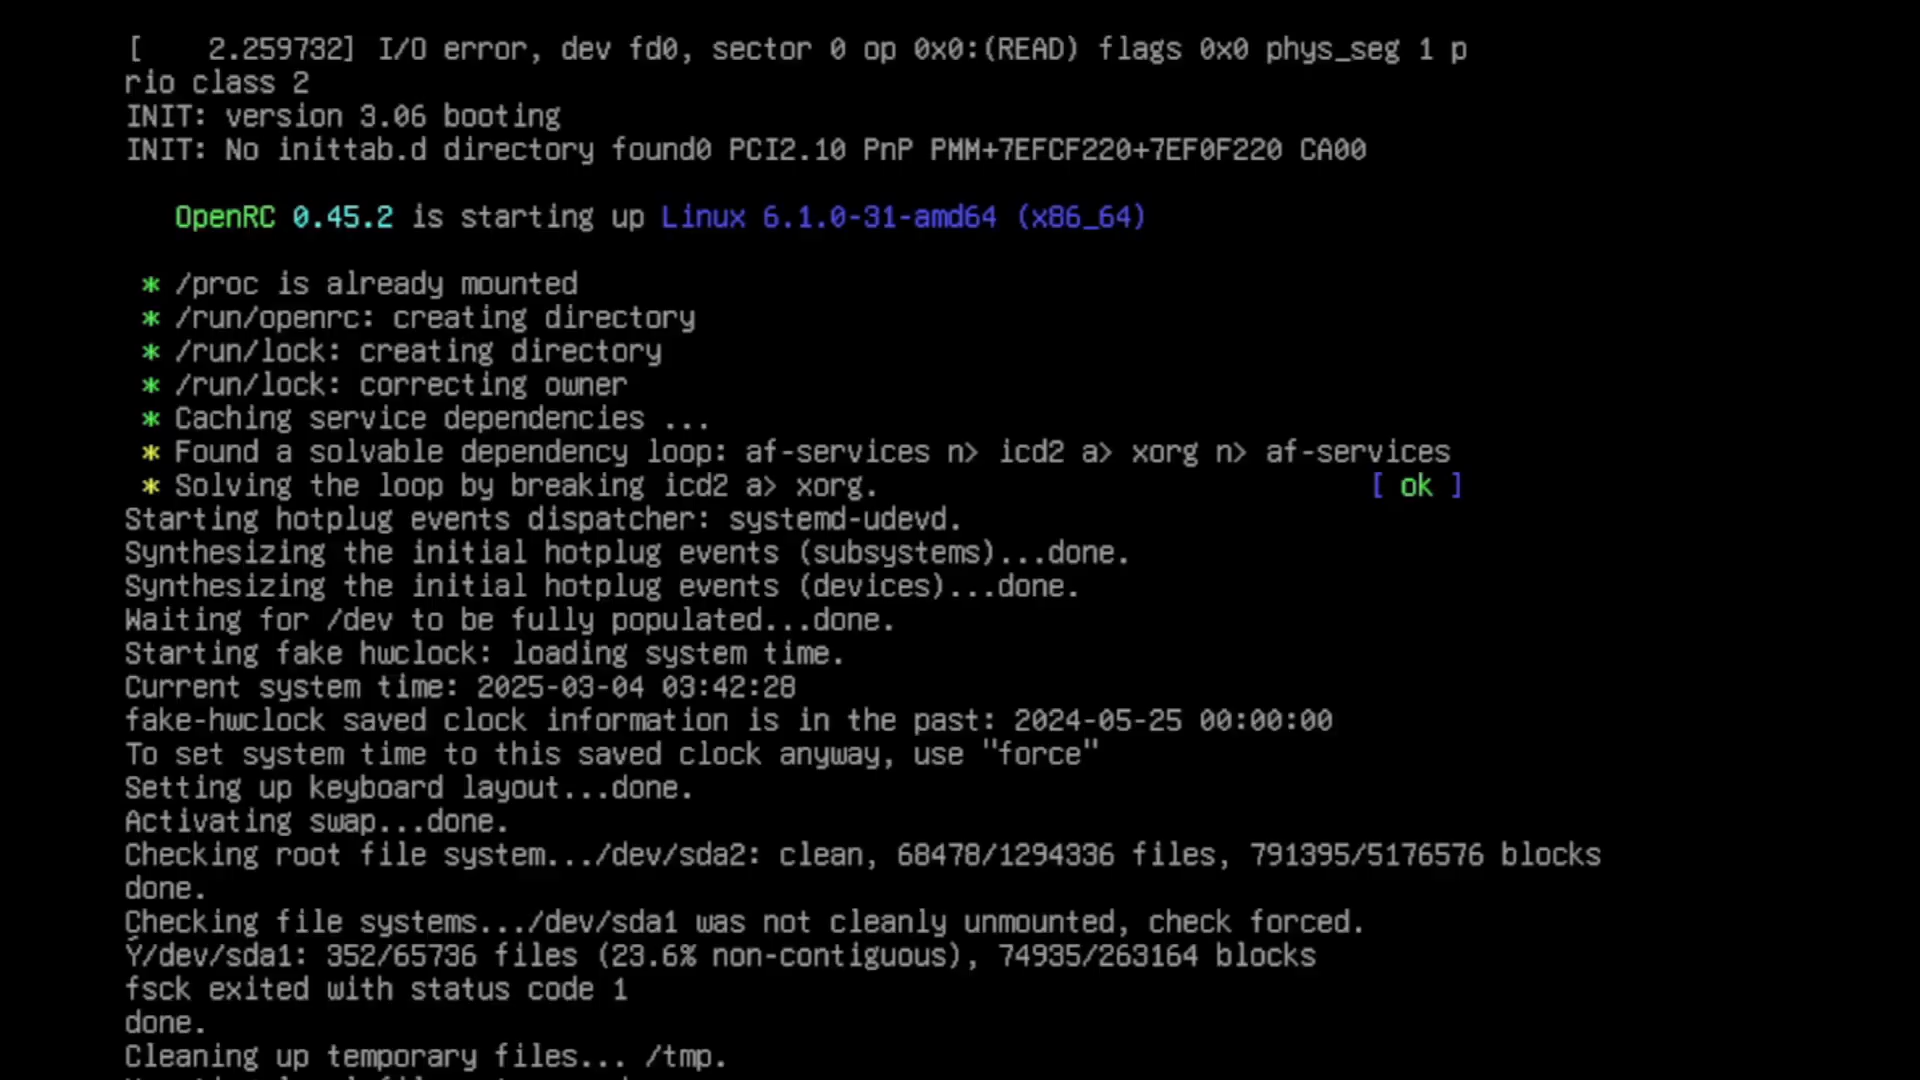 [    2.259732] I/O error, dev fd0, sector 0 op 0x0:(READ) flags 0x0 phys_seg 1 p
rio class 2
INIT: version 3.06 booting
INIT: No inittab.d directory found0 PCI2.10 PnP PMM+7EFCF220+7EF0F220 CA00
OpenRC 0.45.2 is starting up Linux 6.1.0-31-amd64 (x86_64)
* /proc is already mounted
* /run/openrc: creating directory
* /run/lock: creating directory
* /run/lock: correcting owner
* Caching service dependencies ...
* Found a solvable dependency loop: af-services n> icd2 a> xorg n> af-services
* Solving the loop by breaking icd2 a> xorg. [ ok ]
Starting hotplug events dispatcher: systemd-udevd.
Synthesizing the initial hotplug events (subsystems)...done.
Synthesizing the initial hotplug events (devices)...done.
Waiting for /dev to be fully populated...done.
Starting fake hwclock: loading system time.
Current system time: 2025-03-04 03:42:28
fake-hwclock saved clock information is in the past: 2024-05-25 00:00:00
To set system time to this saved clock anyway, use "force"
Setting up keyboard layout...done.
Activating swap...done.
Checking root file system.../dev/sda2: clean, 68478/1294336 files, 791395/5176576 blocks
done.
Checking file systems.../dev/sda1 was not cleanly unmounted, check forced.
Ý/dev/sda1: 352/65736 files (23.6% non-contiguous), 74935/263164 blocks
fsck exited with status code 1
done.
Cleaning up temporary files... /tmp.